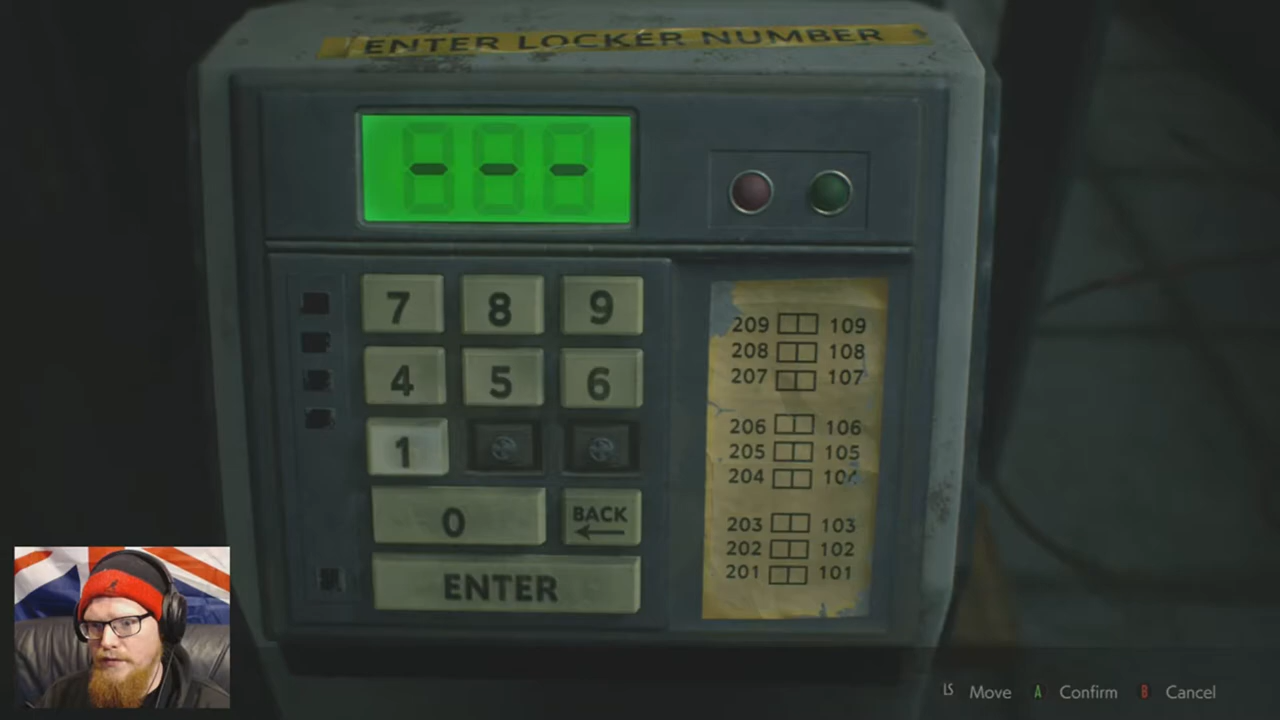 ENTER LOCKER NUMBER
- - -
7 8 9
4 5 6
1
0 BACK
ENTER
209 109
208 108
207 107
206 106
205 105
204 104
203 103
202 102
201 101
LS Move A Confirm B Cancel